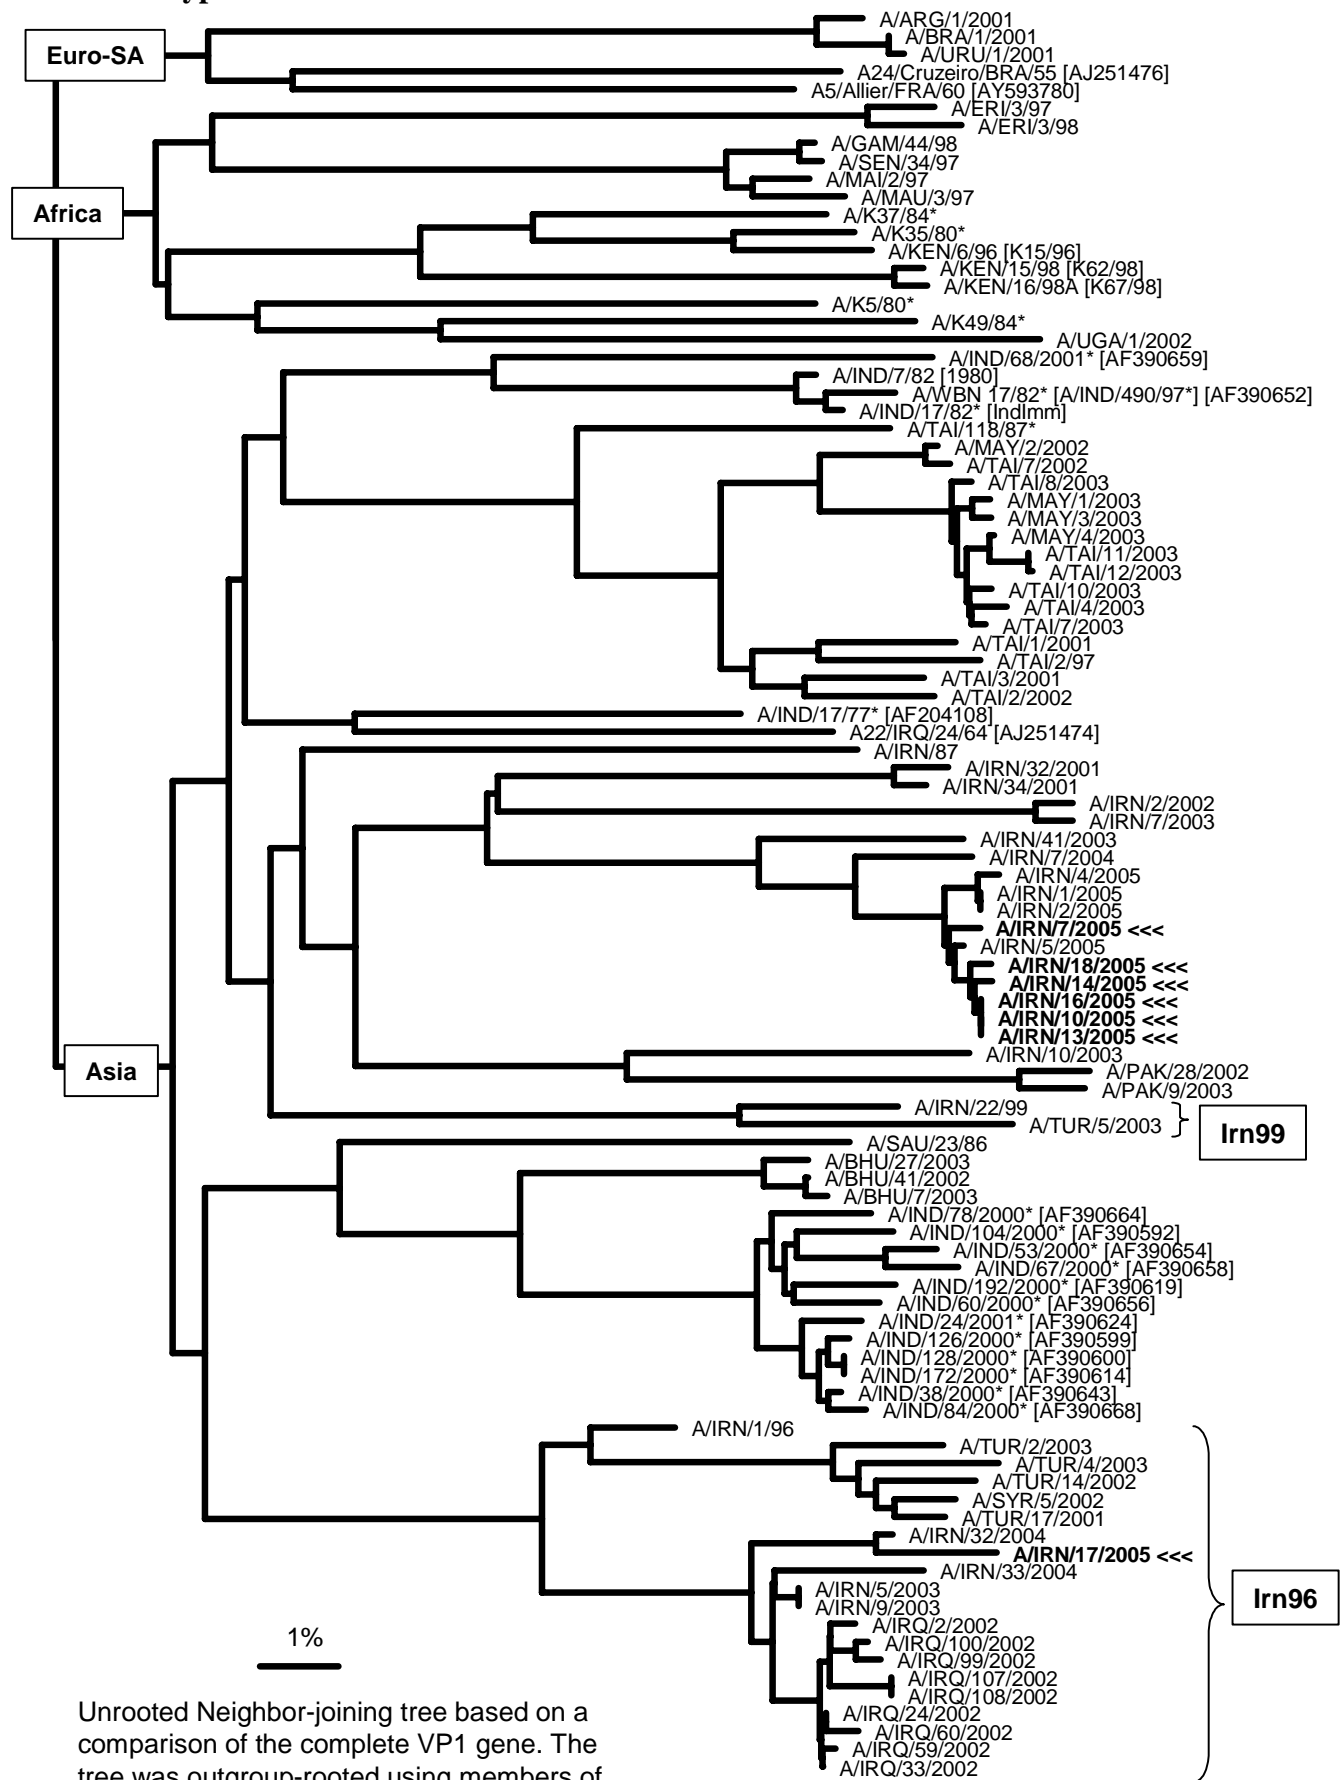 Euro-SA
A/ARG/1/2001
A/BRA/1/2001
A/URU/1/2001
A24/Cruzeiro/BRA/55 [AJ251476]
A5/Allier/FRA/60 [AY593780]
A/ERI/3/97
A/ERI/3/98
A/GAM/44/98
A/SEN/34/97
A/MAI/2/97
A/MAU/3/97
Africa
A/K37/84*
A/K35/80*
A/KEN/6/96 [K15/96]
A/KEN/15/98 [K62/98]
A/KEN/16/98A [K67/98]
A/K5/80*
A/K49/84*
A/UGA/1/2002
A/IND/68/2001* [AF390659]
A/IND/7/82 [1980]
A/WBN 17/82* [A/IND/490/97*] [AF390652]
A/IND/17/82* [IndImm]
A/TAI/118/87*
A/MAY/2/2002
A/TAI/7/2002
A/TAI/8/2003
A/MAY/1/2003
A/MAY/3/2003
A/MAY/4/2003
A/TAI/11/2003
A/TAI/12/2003
A/TAI/10/2003
A/TAI/4/2003
A/TAI/7/2003
A/TAI/1/2001
A/TAI/2/97
A/TAI/3/2001
A/TAI/2/2002
A/IND/17/77* [AF204108]
A22/IRQ/24/64 [AJ251474]
A/IRN/87
A/IRN/32/2001
A/IRN/34/2001
A/IRN/2/2002
A/IRN/7/2003
A/IRN/41/2003
A/IRN/7/2004
A/IRN/4/2005
A/IRN/1/2005
A/IRN/2/2005
A/IRN/7/2005 <<<
A/IRN/5/2005
A/IRN/18/2005 <<<
A/IRN/14/2005 <<<
A/IRN/16/2005 <<<
A/IRN/10/2005 <<<
A/IRN/13/2005 <<<
A/IRN/10/2003
Asia
A/PAK/28/2002
A/PAK/9/2003
A/IRN/22/99
A/TUR/5/2003
Irn99
A/SAU/23/86
A/BHU/27/2003
A/BHU/41/2002
A/BHU/7/2003
A/IND/78/2000* [AF390664]
A/IND/104/2000* [AF390592]
A/IND/53/2000* [AF390654]
A/IND/67/2000* [AF390658]
A/IND/192/2000* [AF390619]
A/IND/60/2000* [AF390656]
A/IND/24/2001* [AF390624]
A/IND/126/2000* [AF390599]
A/IND/128/2000* [AF390600]
A/IND/172/2000* [AF390614]
A/IND/38/2000* [AF390643]
A/IND/84/2000* [AF390668]
A/IRN/1/96
A/TUR/2/2003
A/TUR/4/2003
A/TUR/14/2002
A/SYR/5/2002
A/TUR/17/2001
A/IRN/32/2004
A/IRN/17/2005 <<<
A/IRN/33/2004
A/IRN/5/2003
A/IRN/9/2003
Irn96
A/IRQ/2/2002
A/IRQ/100/2002
A/IRQ/99/2002
A/IRQ/107/2002
A/IRQ/108/2002
A/IRQ/24/2002
A/IRQ/60/2002
A/IRQ/59/2002
A/IRQ/33/2002
1%
Unrooted Neighbor-joining tree based on a
comparison of the complete VP1 gene. The
tree was outgroup-rooted using members of